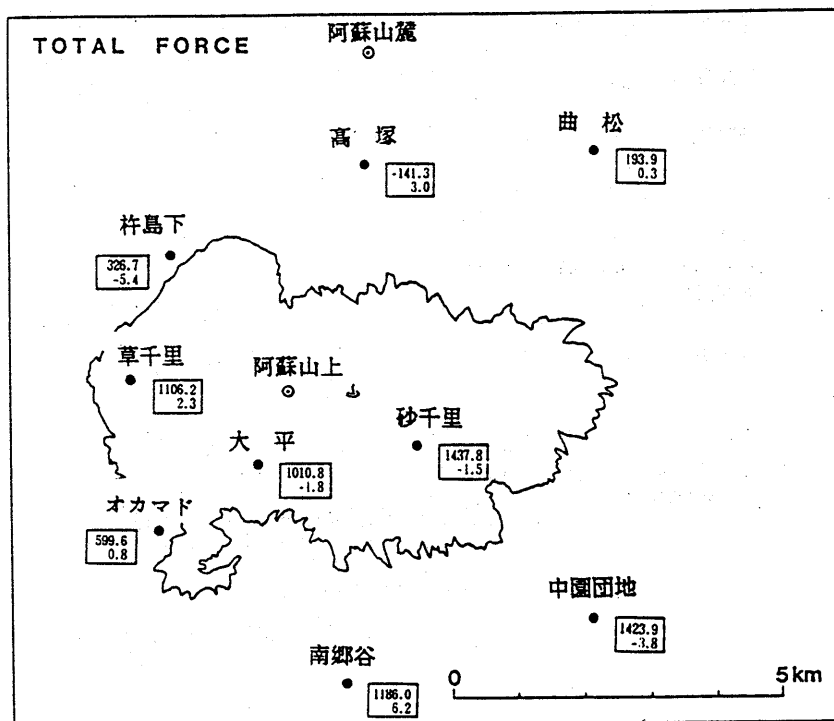 TOTAL FORCE
阿蘇山麓
高塚
-141.3
3.0
曲松
193.9
0.3
杵島下
326.7
-5.4
草千里
1106.2
2.3
阿蘇山上
砂千里
1437.8
-1.5
大平
1010.8
-1.8
オカマド
599.6
0.8
中園団地
1423.9
-3.8
南郷谷
1186.0
6.2
0
5km